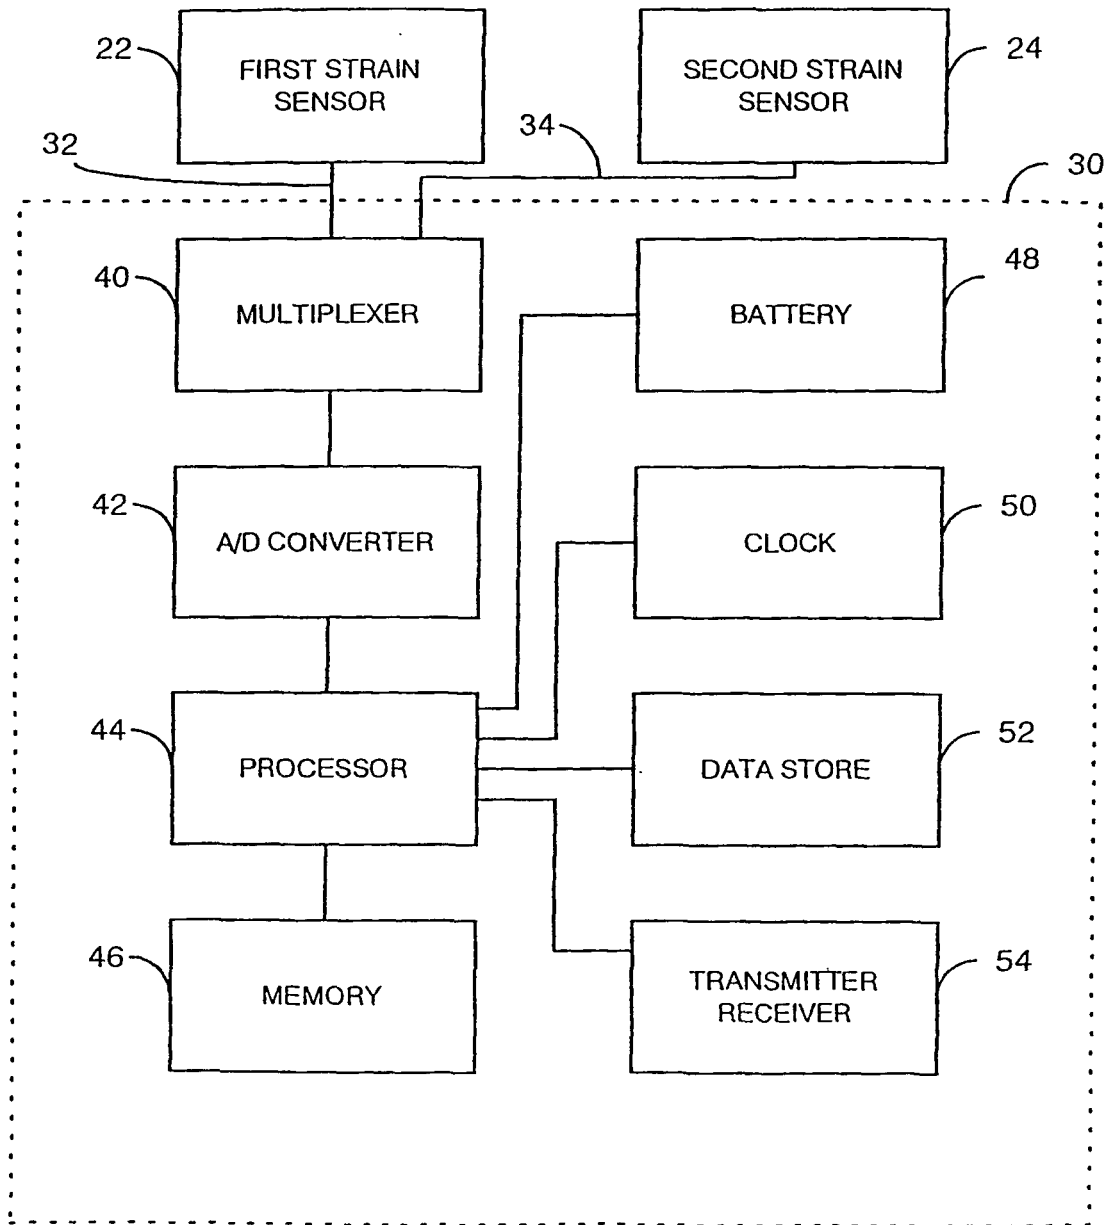 22
FIRST STRAIN
SENSOR
SECOND STRAIN
SENSOR
24
32
34
30
40
MULTIPLEXER
BATTERY
48
42
A/D CONVERTER
CLOCK
50
44
PROCESSOR
DATA STORE
52
46
MEMORY
TRANSMITTER
RECEIVER
54